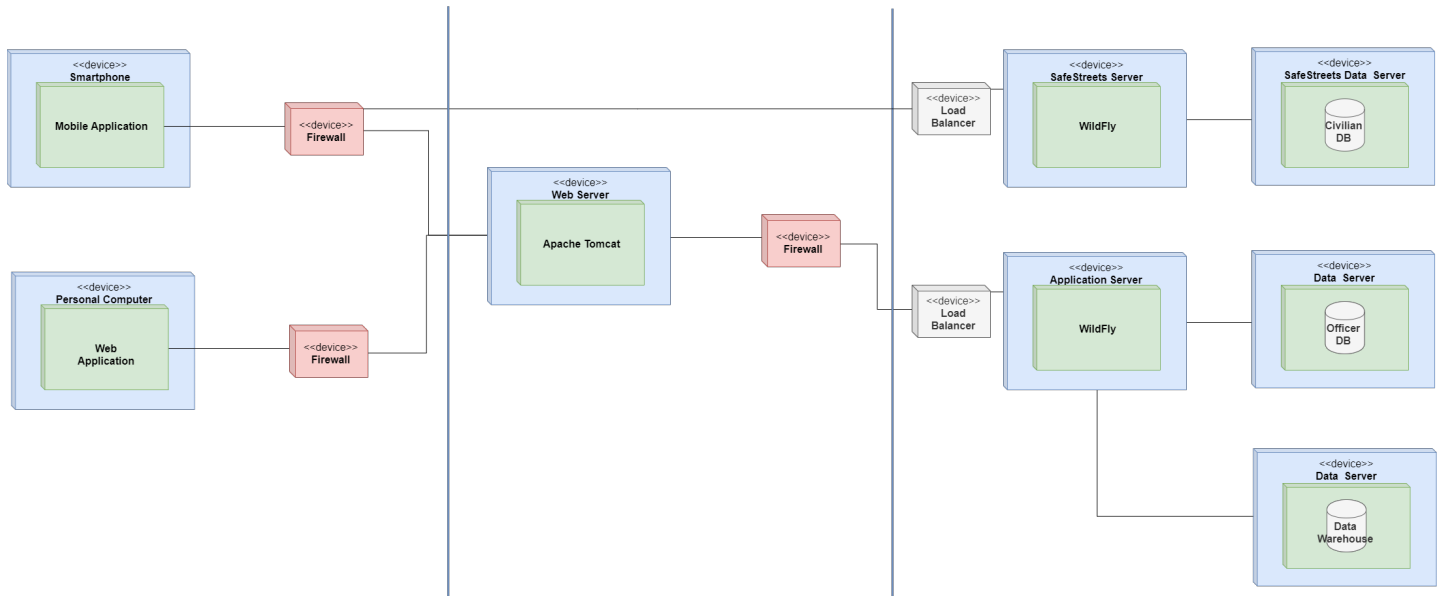 <<device>>
Smartphone
Mobile Application
<<device>>
Firewall
<<device>>
Personal Computer
Web
Application
<<device>>
Firewall
<<device>>
Web Server
Apache Tomcat
<<device>>
Firewall
<<device>>
Load
Balancer
<<device>>
SafeStreets Server
WildFly
<<device>>
SafeStreets Data Server
Civilian
DB
<<device>>
Load
Balancer
<<device>>
Application Server
WildFly
<<device>>
Data Server
Officer
DB
<<device>>
Data Server
Data
Warehouse